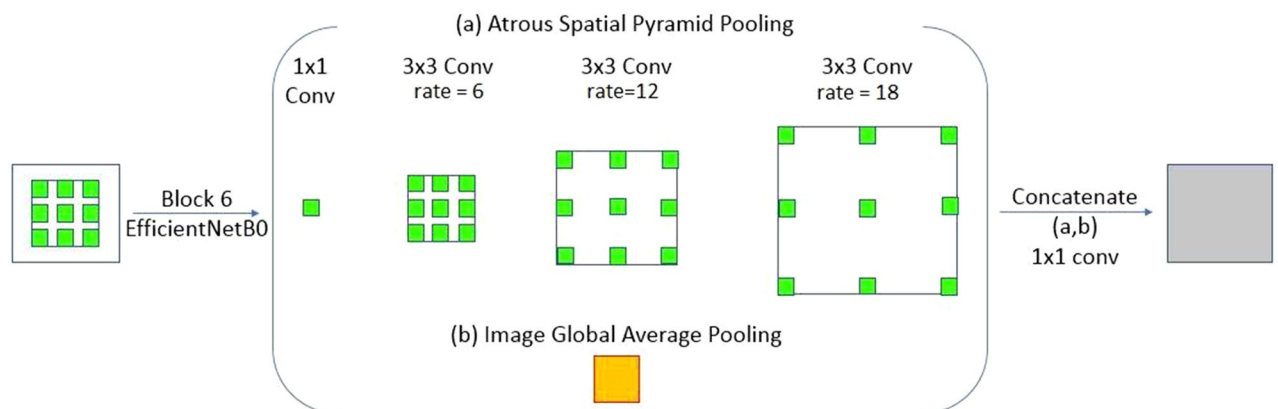 (a) Atrous Spatial Pyramid Pooling
1x1
Conv
3x3 Conv
rate = 6
3x3 Conv
rate=12
3x3 Conv
rate = 18
Block 6
EfficientNetB0
Concatenate
(a,b)
1x1 conv
(b) Image Global Average Pooling